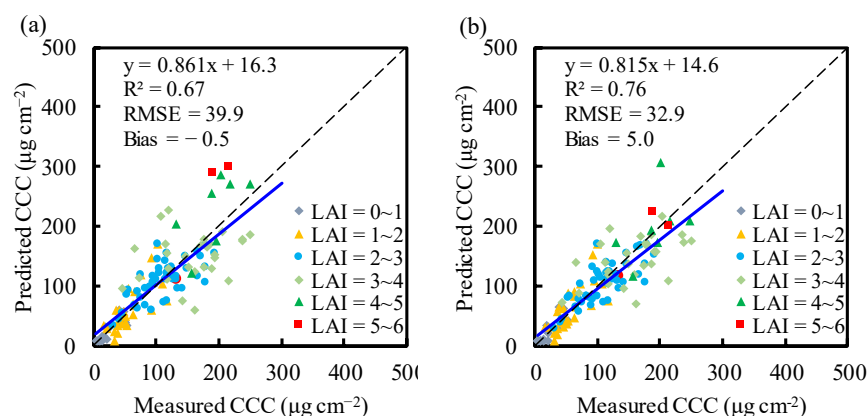 (a)
y = 0.861x + 16.3
R² = 0.67
RMSE = 39.9
Bias = − 0.5
500
400
300
200
100
0
Predicted CCC (μg cm⁻²)
LAI = 0~1
LAI = 1~2
LAI = 2~3
LAI = 3~4
LAI = 4~5
LAI = 5~6
0 100 200 300 400 500
Measured CCC (μg cm⁻²)
(b)
y = 0.815x + 14.6
R² = 0.76
RMSE = 32.9
Bias = 5.0
500
400
300
200
100
0
Predicted CCC (μg cm⁻²)
LAI = 0~1
LAI = 1~2
LAI = 2~3
LAI = 3~4
LAI = 4~5
LAI = 5~6
0 100 200 300 400 500
Measured CCC (μg cm⁻²)